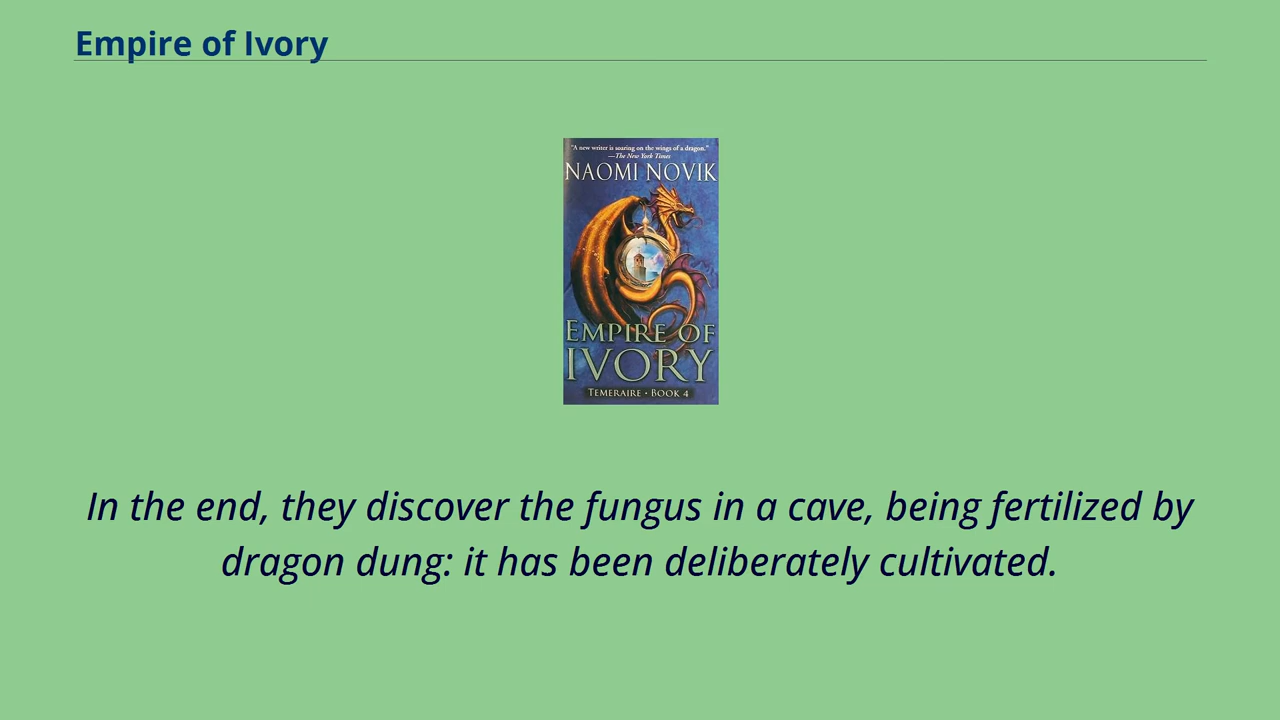 Empire of Ivory
"A new writer is soaring on the wings of a dragon."
—The New York Times
NAOMI NOVIK
EMPIRE OF
IVORY
TEMERAIRE • BOOK 4
In the end, they discover the fungus in a cave, being fertilized by
dragon dung: it has been deliberately cultivated.